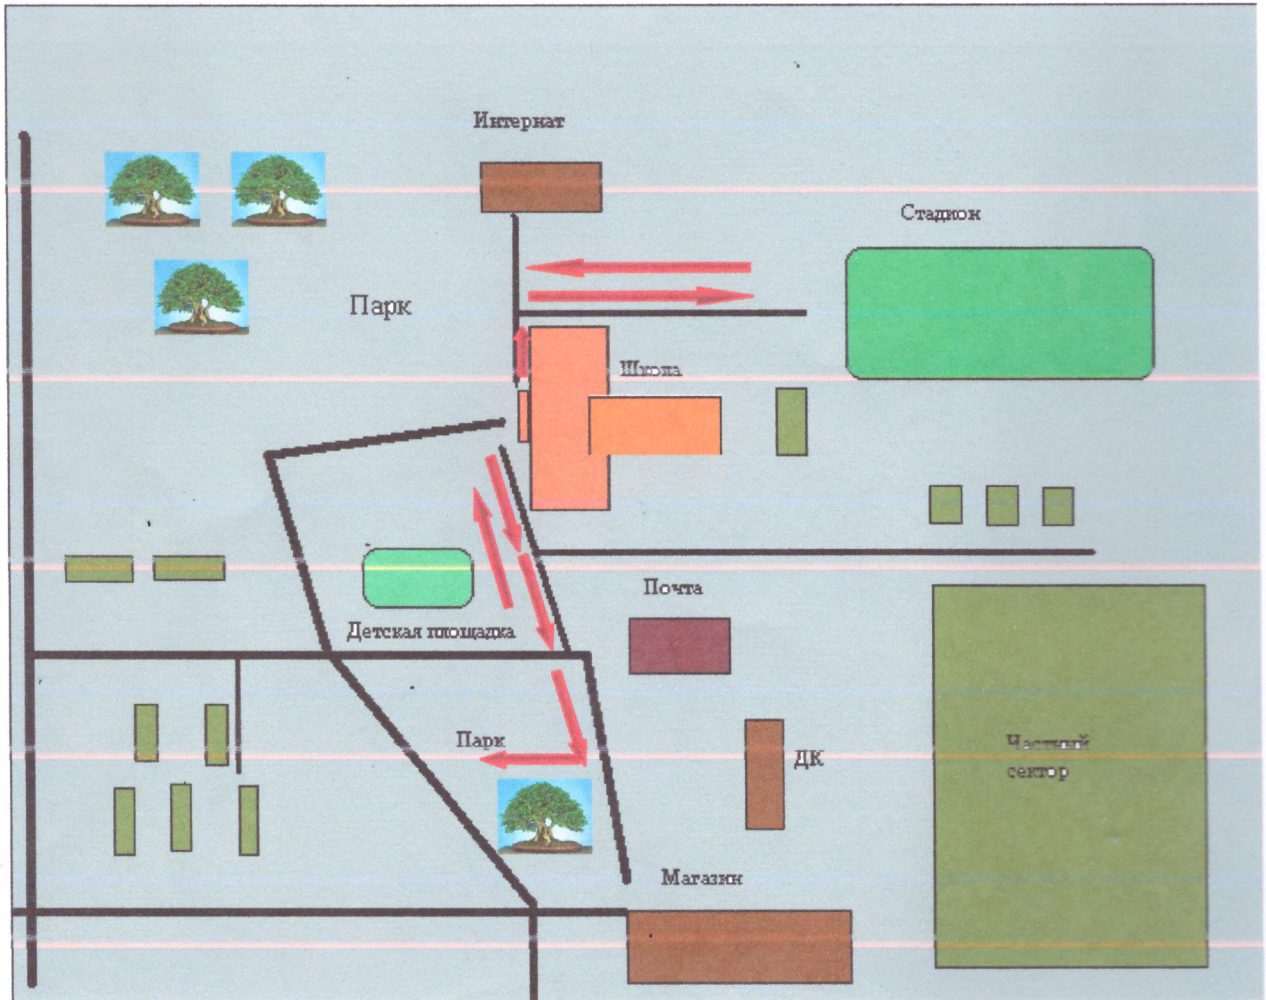 Интернат
Стадион
Парк
Школа
Почта
Детская площадка
Парк
ДК
Частный
сектор
Магазин